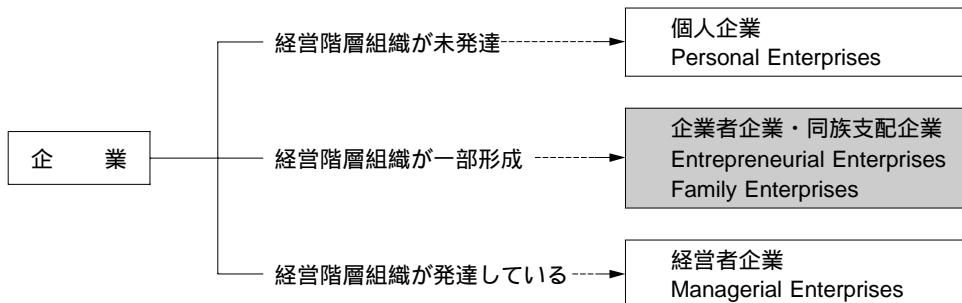 経営階層組織が未発達
個人企業
Personal Enterprises
企　　業
経営階層組織が一部形成
企業者企業・同族支配企業
Entrepreneurial Enterprises
Family Enterprises
経営階層組織が発達している
経営者企業
Managerial Enterprises